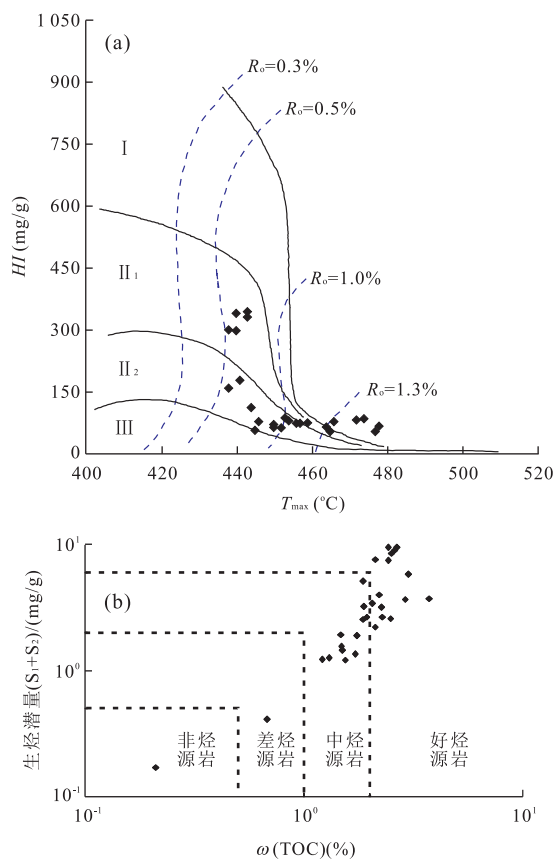 1 050
(a)
900
750
600
450
300
150
0
HI (mg/g)
Ro=0.3%
Ro=0.5%
Ro=1.0%
Ro=1.3%
Ⅰ
Ⅱ1
Ⅱ2
Ⅲ
400 420 440 460 480 500 520
Tmax (°C)
10¹
(b)
10⁰
10⁻¹
生烃潜量(S1+S2)/(mg/g)
非烃 差烃 中烃 好烃
源岩 源岩 源岩 源岩
10⁻¹ 10⁰ 10¹
ω(TOC)(%)